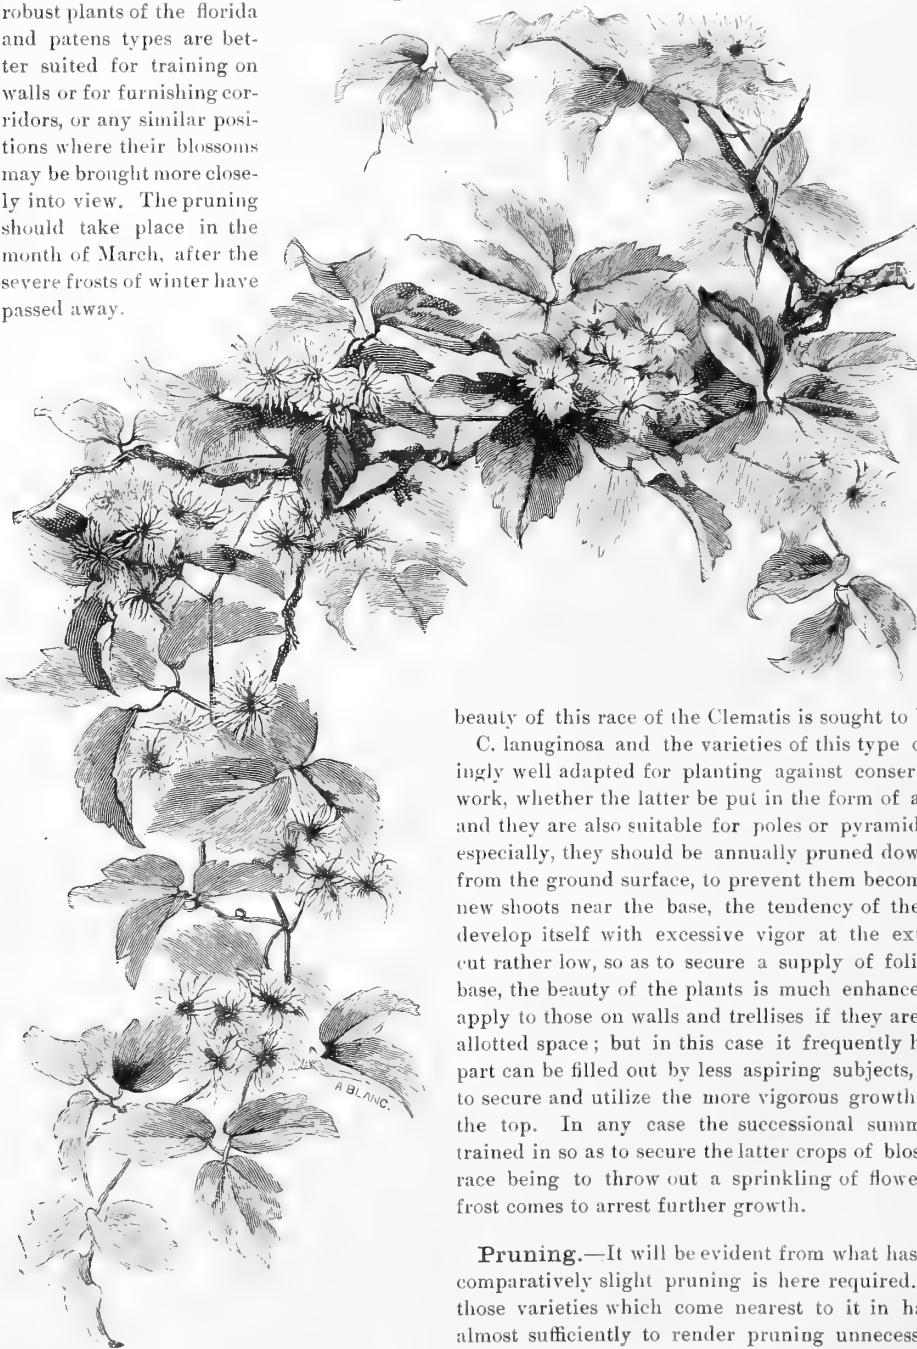 robust plants of the florida
and patens types are bet-
ter suited for training on
walls or for furnishing cor-
ridors, or any similar posi-
tions where their blossoms
may be brought more close-
ly into view. The pruning
should take place in the
month of March, after the
severe frosts of winter have
passed away.
A BLANC.
beauty of this race of the Clematis is sought to
C. lanuginosa and the varieties of this type
ingly well adapted for planting against conser
work, whether the latter be put in the form of a
and they are also suitable for poles or pyramid
especially, they should be annually pruned dow
from the ground surface, to prevent them becom
new shoots near the base, the tendency of the
develop itself with excessive vigor at the ex
cut rather low, so as to secure a supply of foli
base, the beauty of the plants is much enhance
apply to those on walls and trellises if they are
allotted space; but in this case it frequently
part can be filled out by less aspiring subjects,
to secure and utilize the more vigorous growth
the top. In any case the successional summ
trained in so as to secure the latter crops of blos
race being to throw out a sprinkling of flowe
frost comes to arrest further growth.
Pruning.—It will be evident from what has
comparatively slight pruning is here required.
those varieties which come nearest to it in ha
almost sufficiently to render pruning unnecess